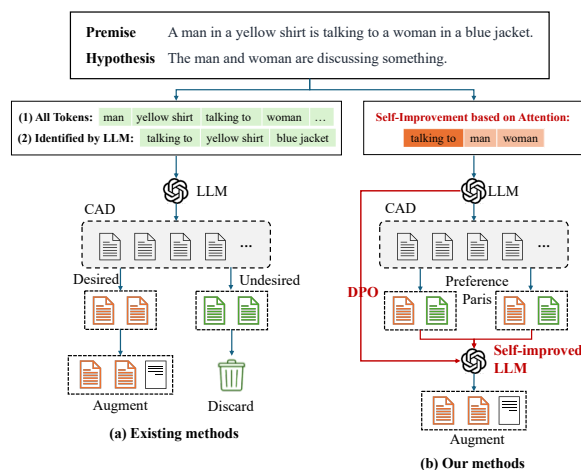 Premise A man in a yellow shirt is talking to a woman in a blue jacket.
Hypothesis The man and woman are discussing something.
(1) All Tokens: man yellow shirt talking to woman ...
(2) Identified by LLM: talking to yellow shirt blue jacket
LLM
CAD
...
Desired
Undesired
Augment
Discard
(a) Existing methods
Self-Improvement based on Attention:
talking to man woman
LLM
CAD
...
Preference
Paris
DPO
Self-improved
LLM
Augment
(b) Our methods